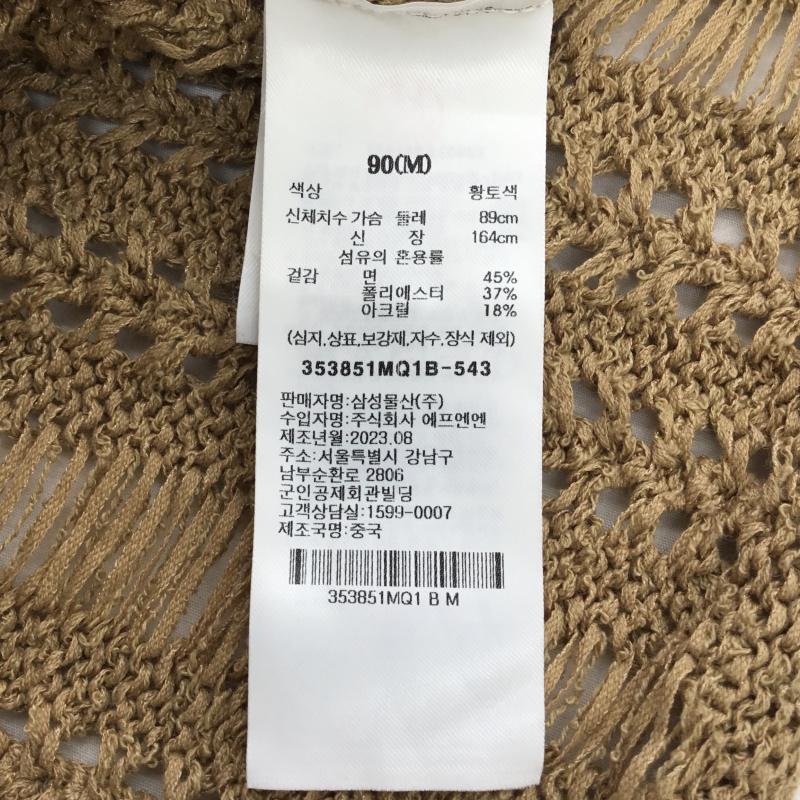 90(M)
색상 황토색
신체치수 가슴 둘레 89cm
신 장 164cm
섬유의 혼용률
겉감 면 45%
폴리에스터 37%
아크릴 18%
(심지,상표,보강재,자수,장식 제외)
353851MQ1B-543
판매자명:삼성물산(주)
수입자명:주식회사 에프엔엔
제조년월:2023.08
주소:서울특별시 강남구
남부순환로 2806
군인공제회관빌딩
고객상담실:1599-0007
제조국명:중국
353851MQ1 B M